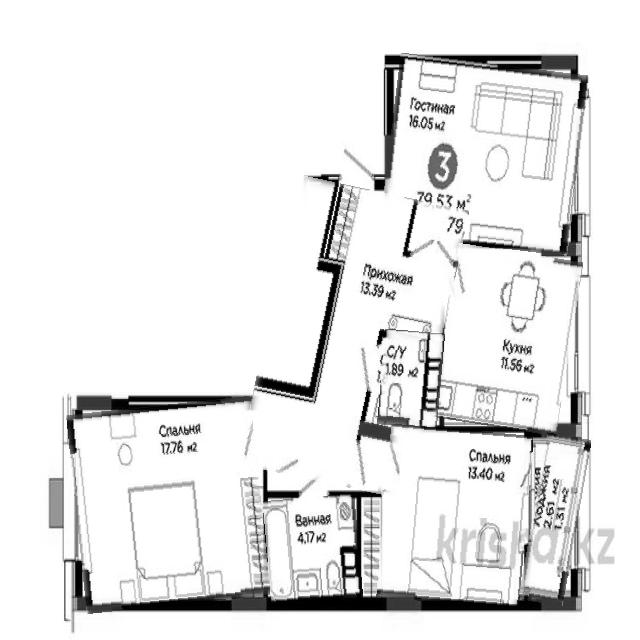 Гостиная
16.05 м2
3
79.53 м2
79
Прихожая
13.39 м2
С/У
1.89 м2
Кухня
11.56 м2
Спальня
17.76 м2
Спальня
13.40 м2
Ванная
4.17 м2
Лоджия
2.61 м2
1.31 м2
krisha.kz